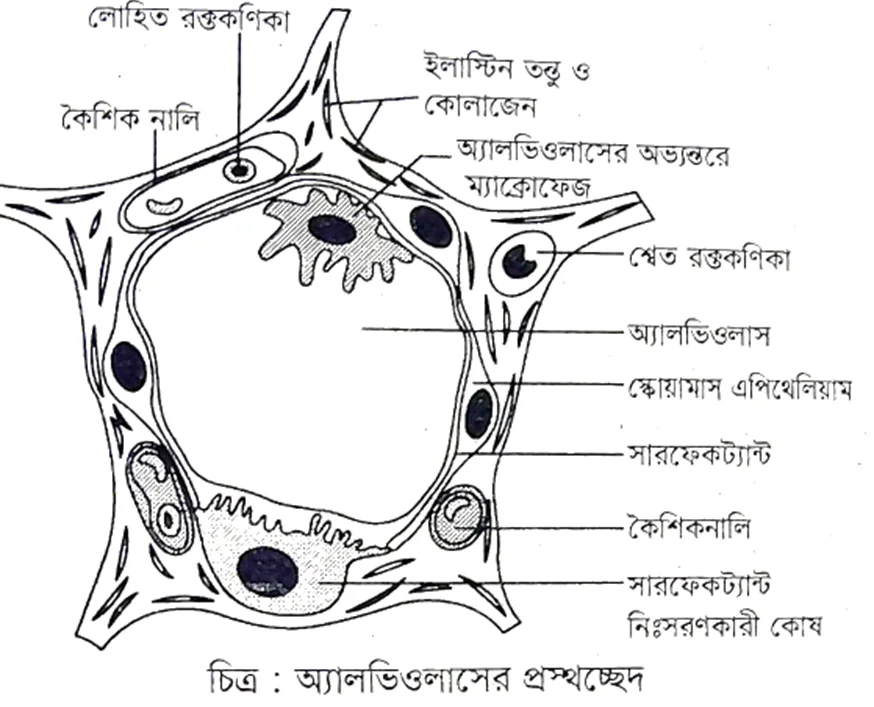 লোহিত রক্তকণিকা
কৈশিক নালি
ইলাস্টিন তন্তু ও
কোলাজেন
অ্যালভিওলাসের অভ্যন্তরে
ম্যাক্রোফেজ
শ্বেত রক্তকণিকা
অ্যালভিওলাস
স্কোয়ামাস এপিথেলিয়াম
সারফেকট্যান্ট
কৈশিকনালি
সারফেকট্যান্ট
নিঃসরণকারী কোষ
চিত্র : অ্যালভিওলাসের প্রস্থচ্ছেদ